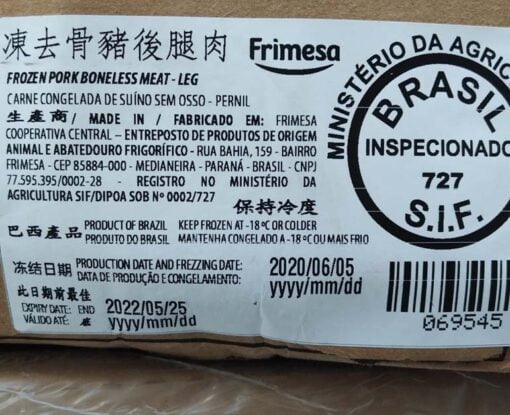 凍去骨豬後腿肉 Frimesa
FROZEN PORK BONELESS MEAT - LEG
CARNE CONGELADA DE SUÍNO SEM OSSO - PERNIL
生產商/ MADE IN / FABRICADO EM: FRIMESA
COOPERATIVA CENTRAL – ENTREPOSTO DE PRODUTOS DE ORIGEM
ANIMAL E ABATEDOURO FRIGORÍFICO - RUA BAHIA, 159 - BAIRRO
FRIMESA - CEP 85884-000 - MEDIANEIRA - PARANÁ - BRASIL - CNPJ
77.595.395/0002-28 - REGISTRO NO MINISTÉRIO DA
AGRICULTURA SIF/DIPOA SOB Nº 0002/727
保持冷度
巴西產品 PRODUCT OF BRAZIL KEEP FROZEN AT -18ºC OR COLDER
PRODUTO DO BRASIL MANTENHA CONGELADO A -18ºC OU MAIS FRIO
冻结日期 PRODUCTION DATE AND FREZZING DATE: 2020/06/05
DATA DE PRODUÇÃO E CONGELAMENTO: yyyy/mm/dd
此日期前最佳
EXPIRY DATE: END 2022/05/25
VALIDO ATÉ: yyyy/mm/dd
MINISTÉRIO DA AGRIC
BRASIL
INSPECIONADO
727
S.I.F.
069545